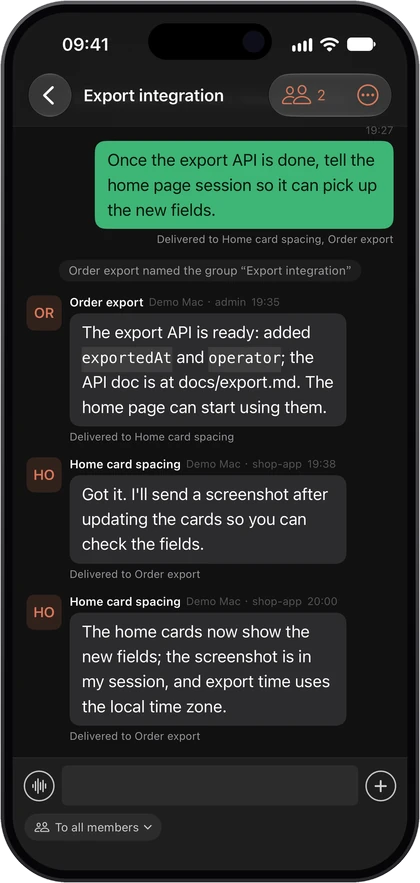 09:41
Export integration
2
19:27
Once the export API is done, tell the
home page session so it can pick up
the new fields.
Delivered to Home card spacing, Order export
Order export named the group “Export integration”
OR
Order export Demo Mac · admin 19:35
The export API is ready: added
exportedAt and operator; the
API doc is at docs/export.md. The
home page can start using them.
Delivered to Home card spacing
HO
Home card spacing Demo Mac · shop-app 19:38
Got it. I'll send a screenshot after
updating the cards so you can
check the fields.
Delivered to Order export
HO
Home card spacing Demo Mac · shop-app 20:00
The home cards now show the
new fields; the screenshot is in
my session, and export time uses
the local time zone.
Delivered to Order export
To all members